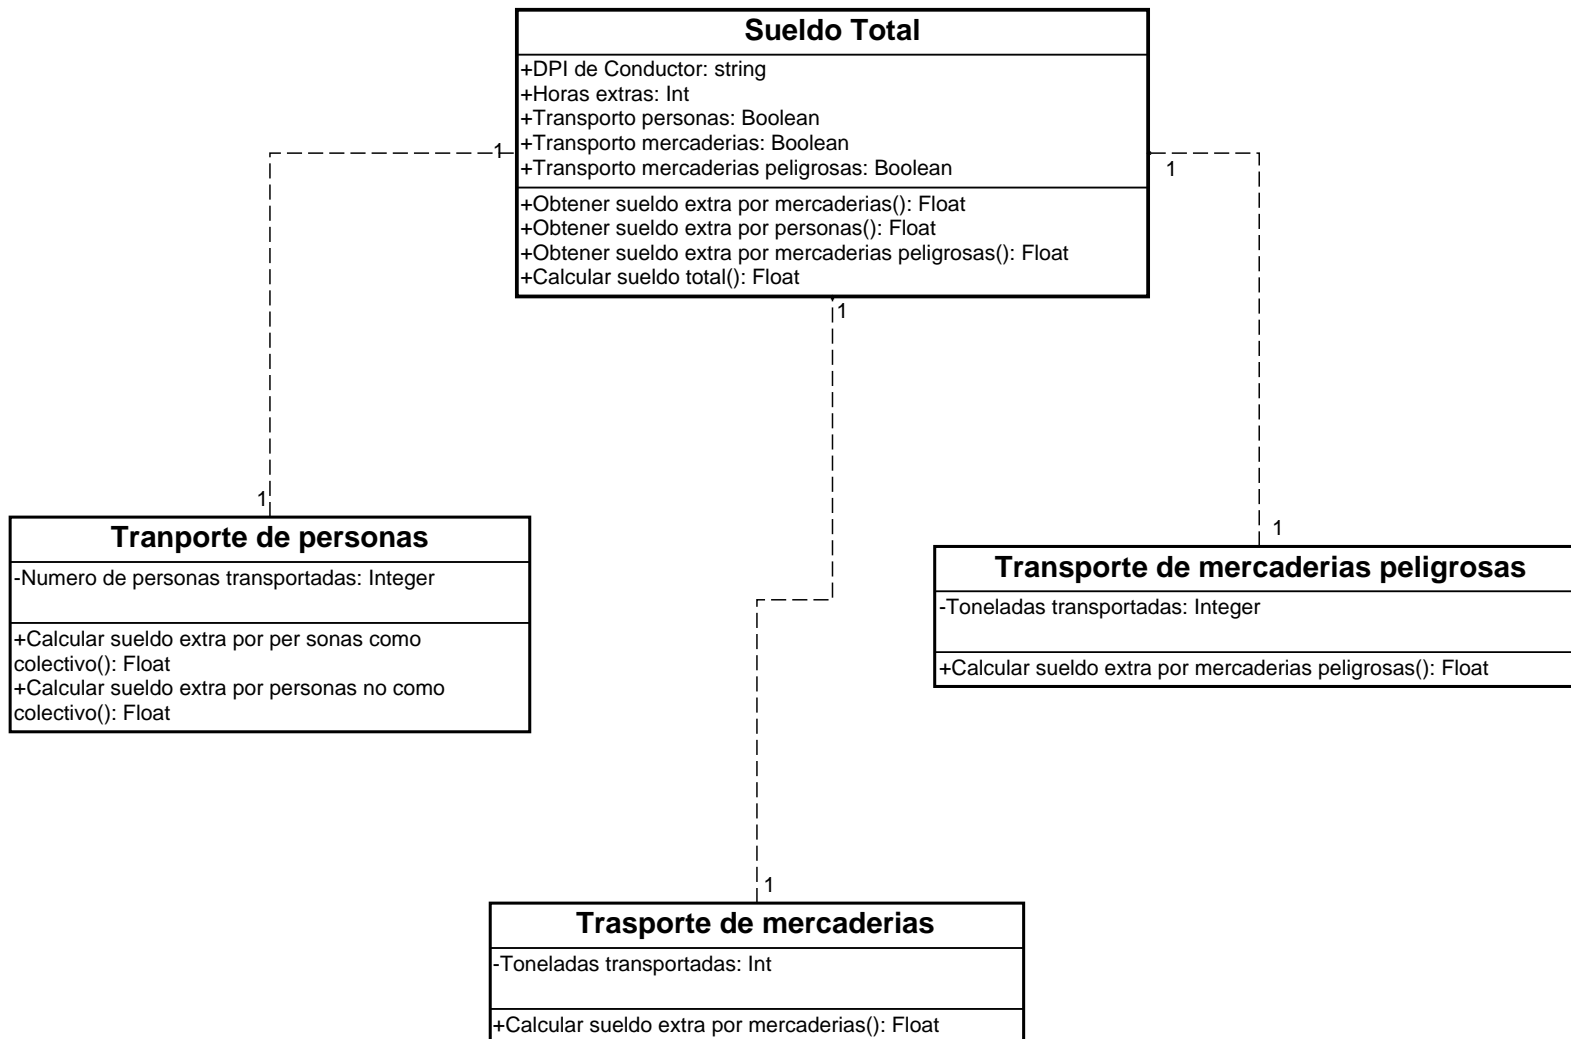 Sueldo Total
+DPI de Conductor: string
+Horas extras: Int
+Transporto personas: Boolean
+Transporto mercaderias: Boolean
+Transporto mercaderias peligrosas: Boolean
+Obtener sueldo extra por mercaderias(): Float
+Obtener sueldo extra por personas(): Float
+Obtener sueldo extra por mercaderias peligrosas(): Float
+Calcular sueldo total(): Float
1
1
1
1
Tranporte de personas
-Numero de personas transportadas: Integer
+Calcular sueldo extra por per sonas como
colectivo(): Float
+Calcular sueldo extra por personas no como
colectivo(): Float
1
Transporte de mercaderias peligrosas
-Toneladas transportadas: Integer
+Calcular sueldo extra por mercaderias peligrosas(): Float
1
Trasporte de mercaderias
-Toneladas transportadas: Int
+Calcular sueldo extra por mercaderias(): Float